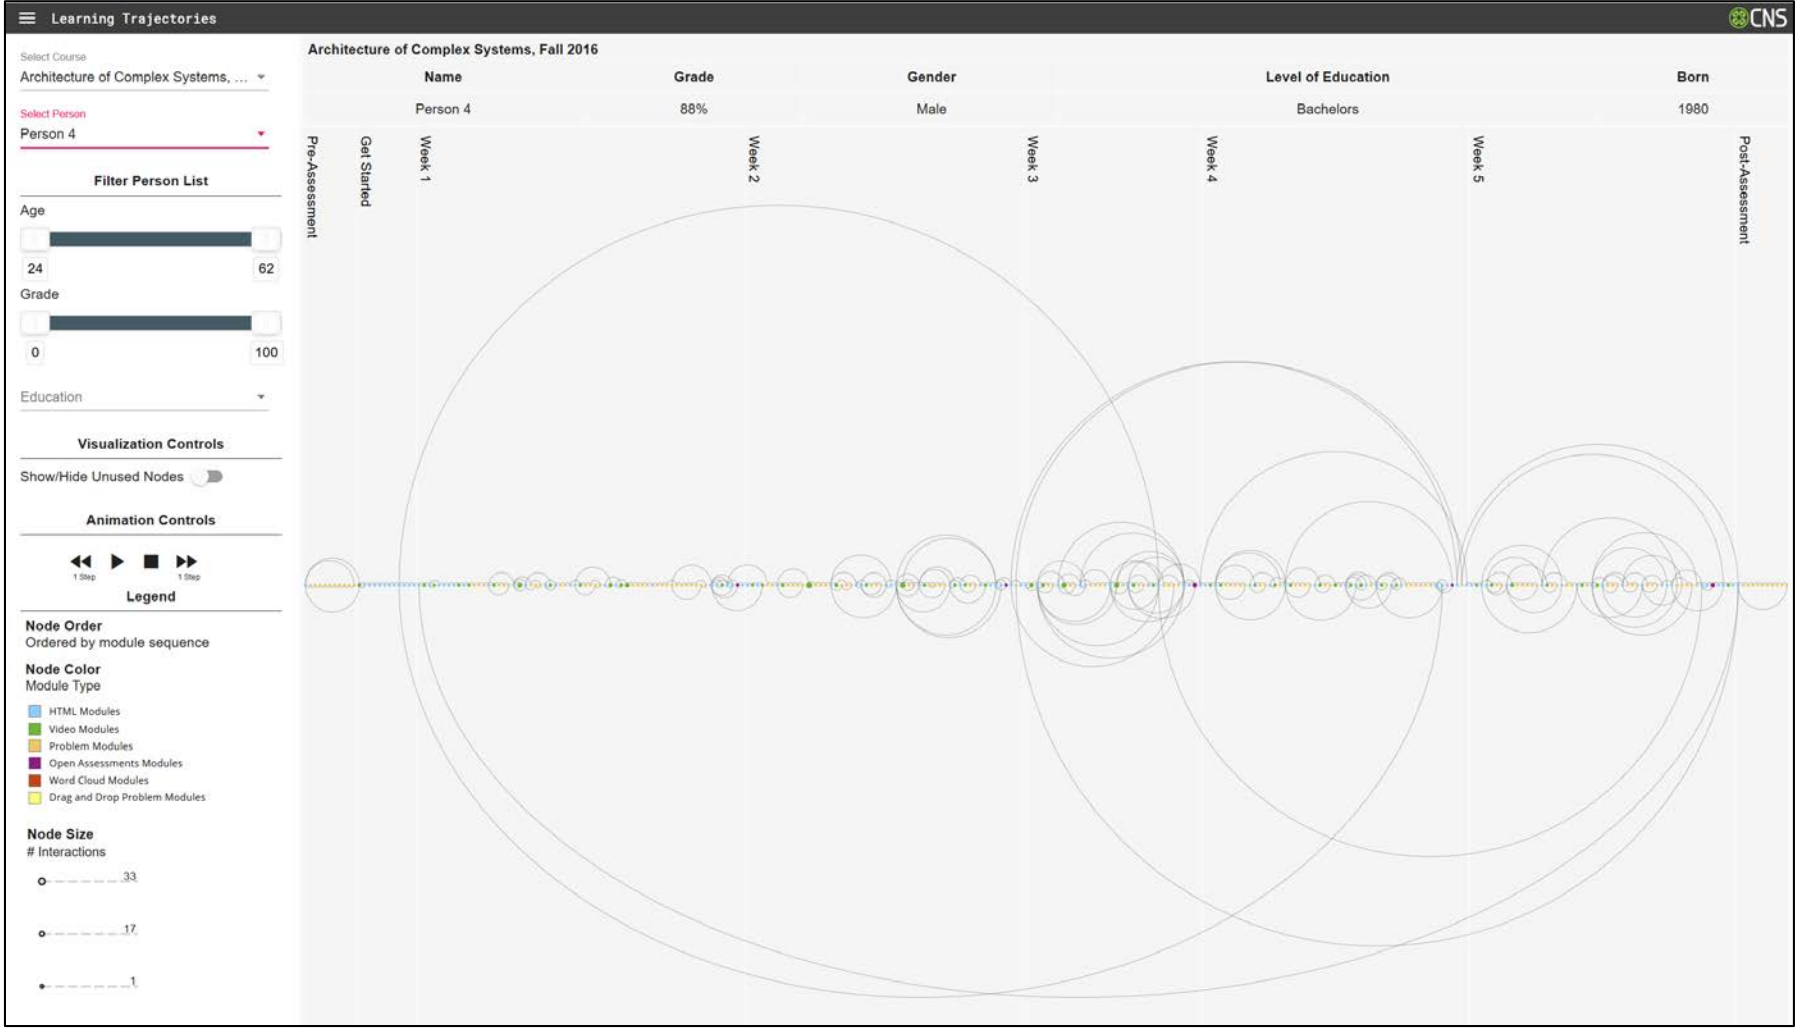 Learning Trajectories
CNS
Select Course
Architecture of Complex Systems, ...
Select Person
Person 4
Filter Person List
Age
24 62
Grade
0 100
Education
Visualization Controls
Show/Hide Unused Nodes
Animation Controls
1 Step 1 Step
Legend
Node Order
Ordered by module sequence
Node Color
Module Type
HTML Modules
Video Modules
Problem Modules
Open Assessments Modules
Word Cloud Modules
Drag and Drop Problem Modules
Node Size
# Interactions
33
17
1
Architecture of Complex Systems, Fall 2016
Name Grade Gender Level of Education Born
Person 4 88% Male Bachelors 1980
Pre-Assessment
Get Started
Week 1
Week 2
Week 3
Week 4
Week 5
Post-Assessment